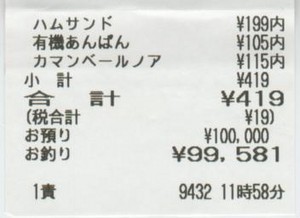 ハムサンド ¥199内
有機あんぱん ¥105内
カマンベールノア ¥115内
小計 ¥419
合計 ¥419
(税合計 ¥19)
お預り ¥100,000
お釣り ¥99,581
1責 9432 11時58分